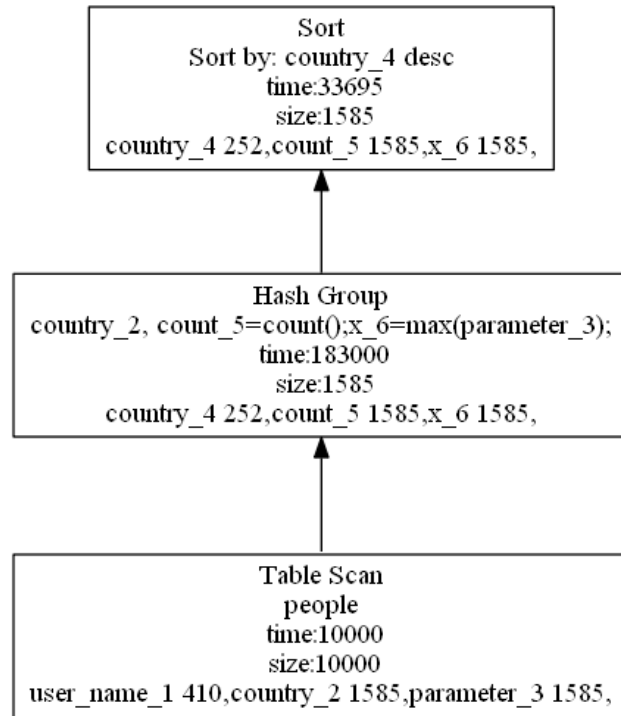 Sort
Sort by: country_4 desc
time:33695
size:1585
country_4 252,count_5 1585,x_6 1585,
Hash Group
country_2, count_5=count();x_6=max(parameter_3);
time:183000
size:1585
country_4 252,count_5 1585,x_6 1585,
Table Scan
people
time:10000
size:10000
user_name_1 410,country_2 1585,parameter_3 1585,